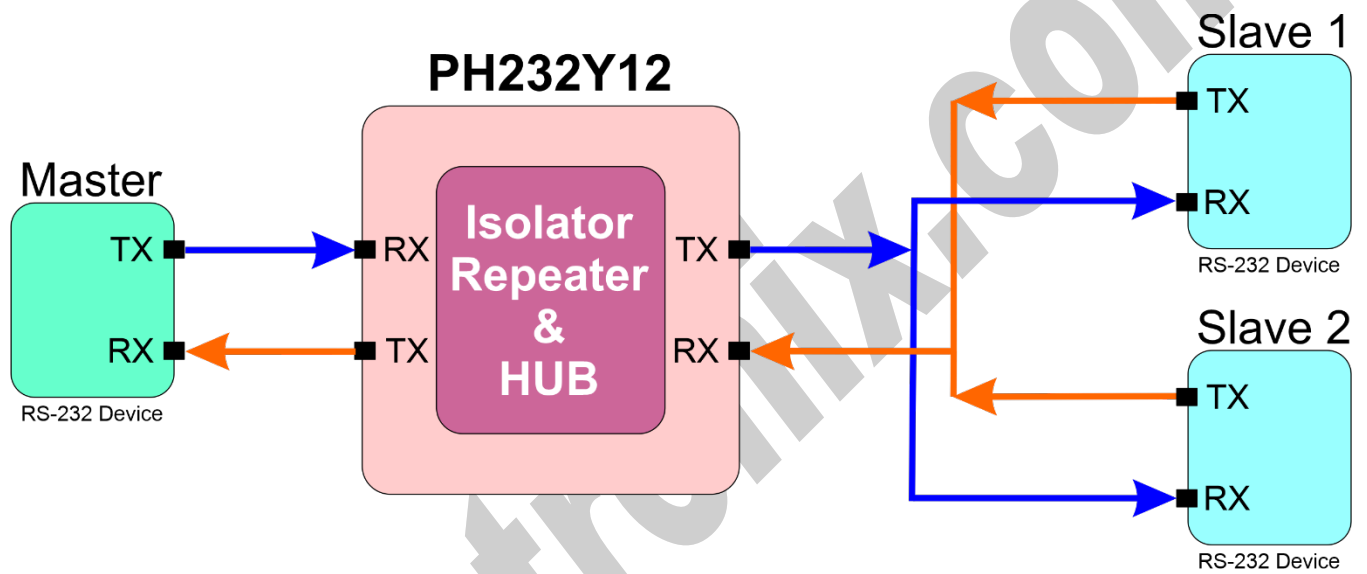 PH232Y12
Master
TX
RX
RS-232 Device
RX
TX
Isolator
Repeater
&
HUB
TX
RX
Slave 1
TX
RX
RS-232 Device
Slave 2
TX
RX
RS-232 Device